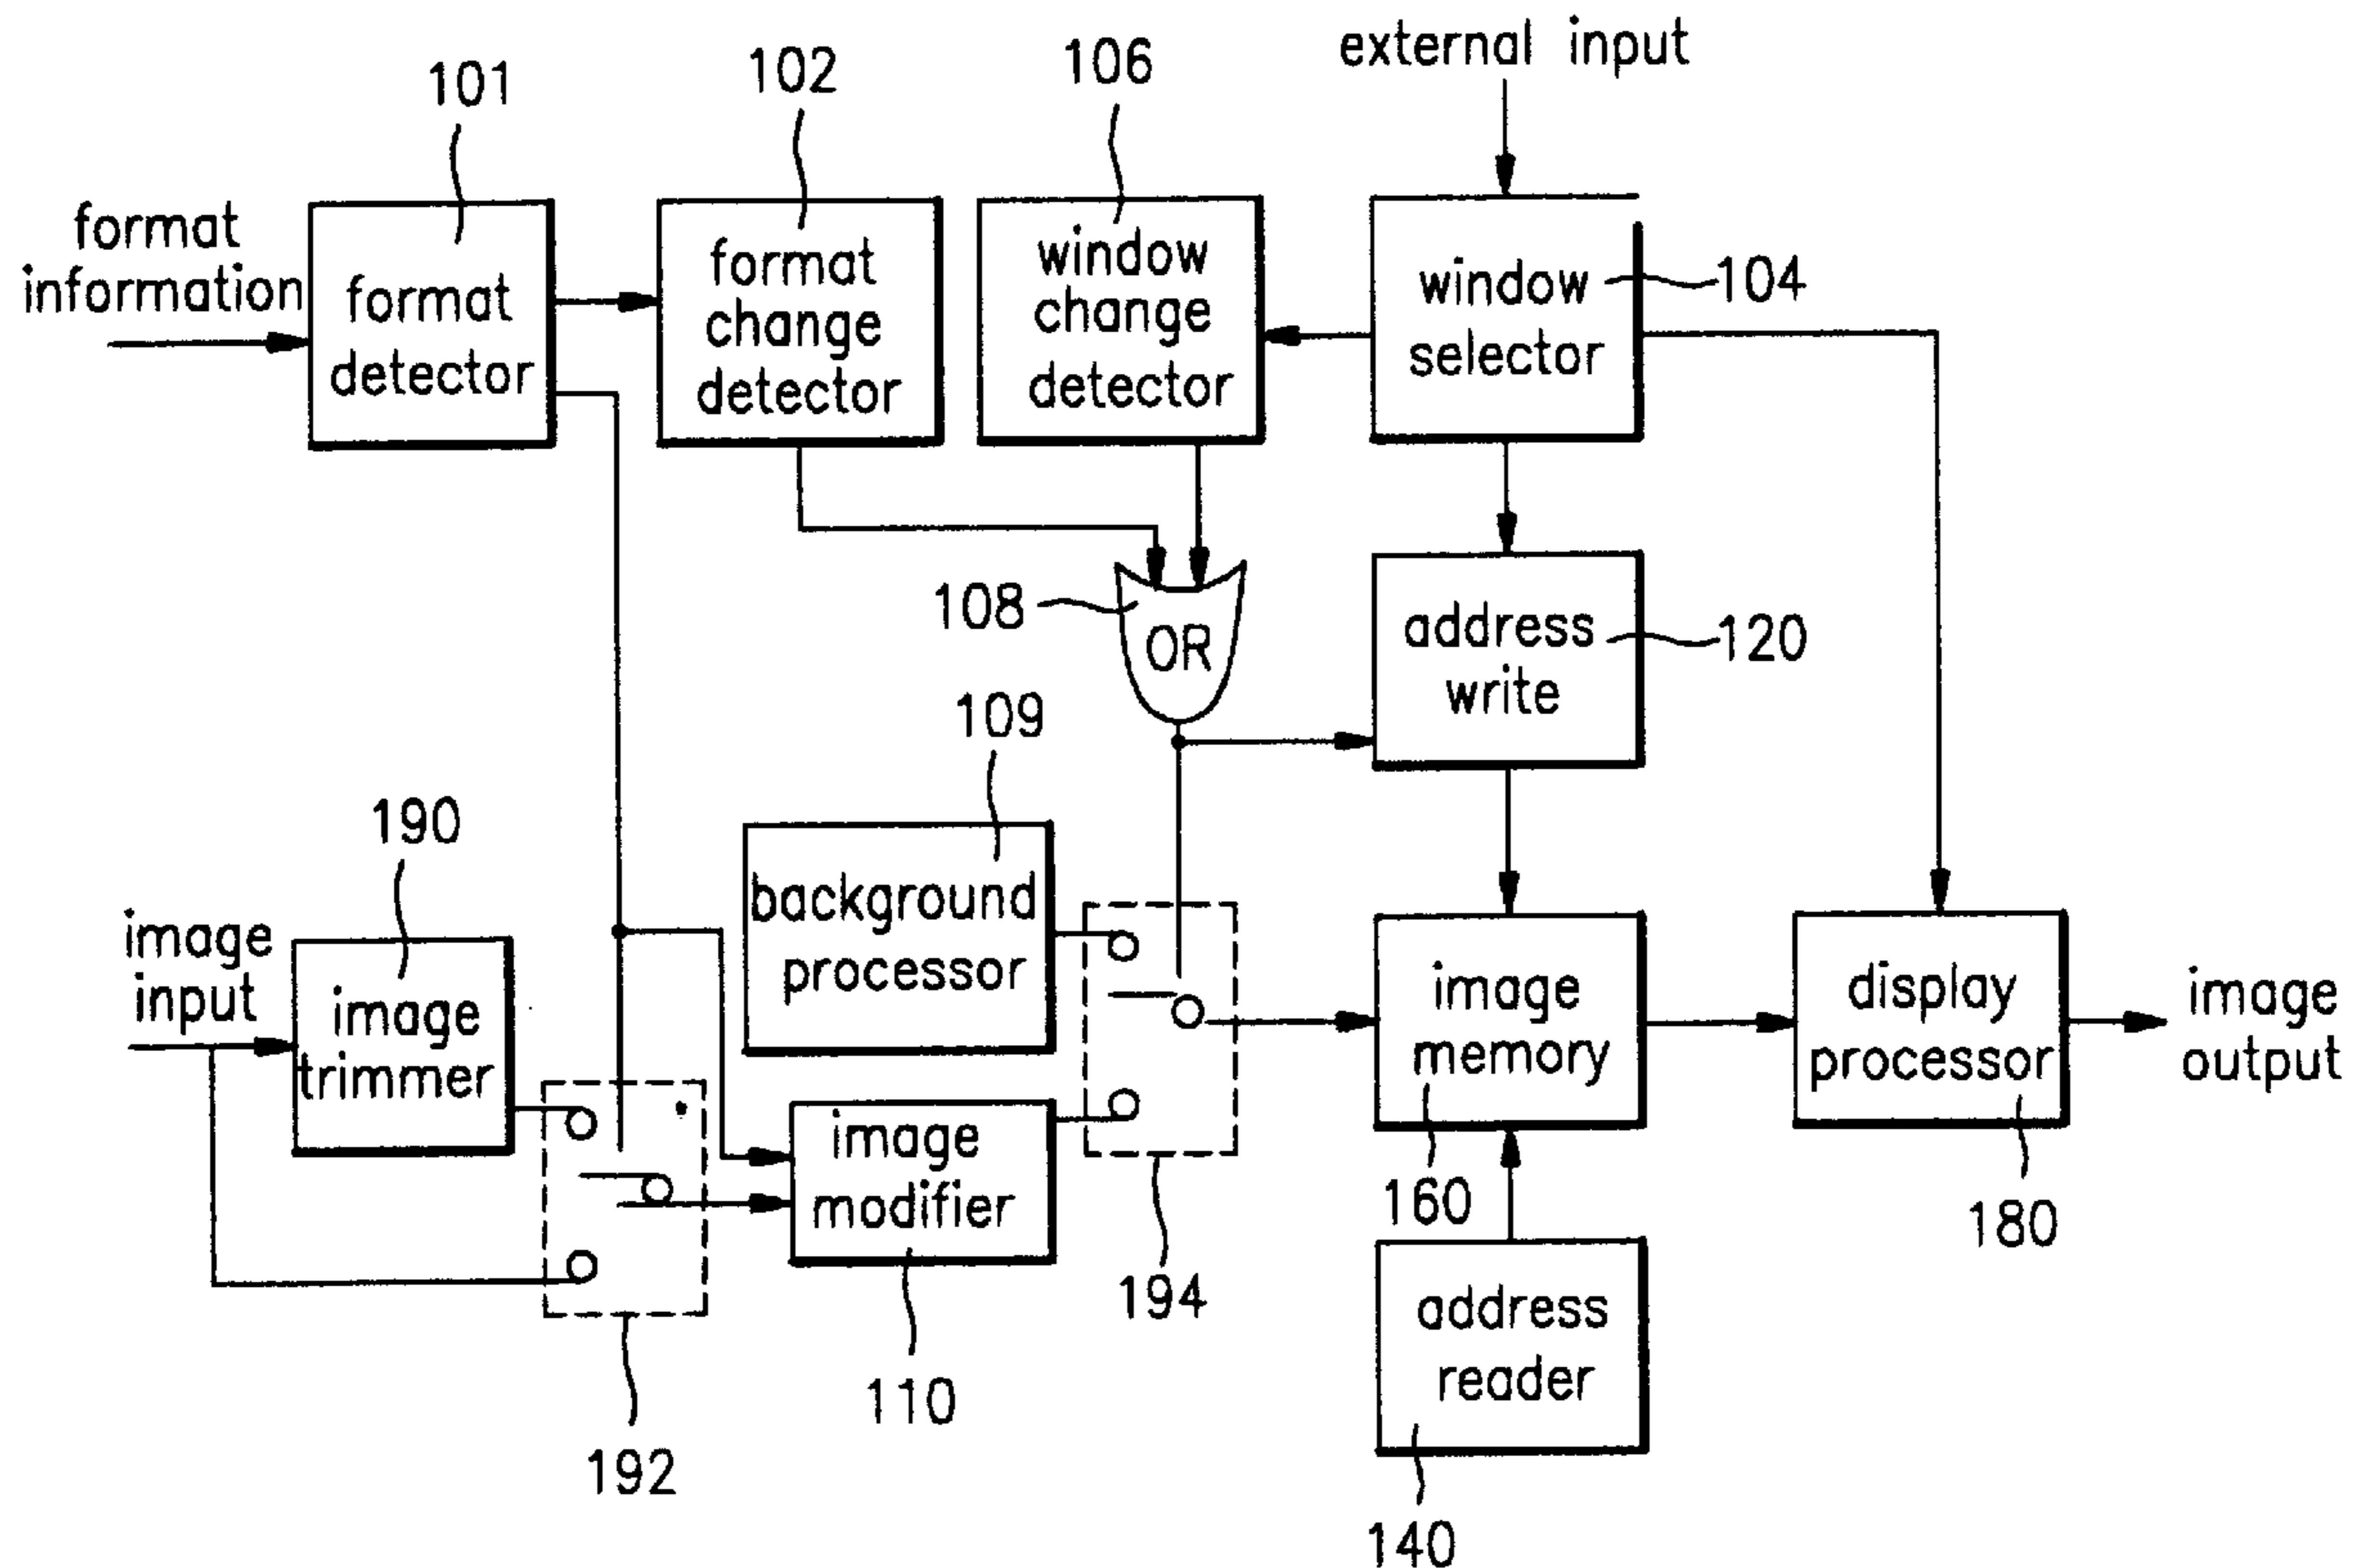 external input
101
102
106
format
information
format
detector
format
change
detector
window
change
detector
window
selector
104
108
OR
address
write
120
109
190
image
input
image
trimmer
background
processor
image
memory
display
processor
image
output
image
modifier
160
180
194
192
110
address
reader
140